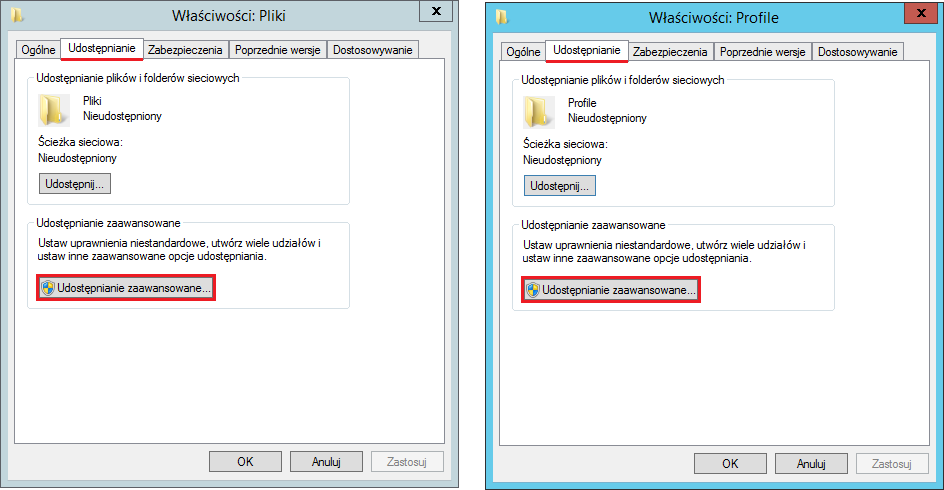 Właściwości: Pliki
x
Ogólne Udostępnianie Zabezpieczenia Poprzednie wersje Dostosowywanie
Udostępnianie plików i folderów sieciowych
Pliki
Nieudostępniony
Ścieżka sieciowa:
Nieudostępniony
Udostępnij...
Udostępnianie zaawansowane
Ustaw uprawnienia niestandardowe, utwórz wiele udziałów i
ustaw inne zaawansowane opcje udostępniania.
Udostępnianie zaawansowane...
OK Anuluj Zastosuj
Właściwości: Profile
x
Ogólne Udostępnianie Zabezpieczenia Poprzednie wersje Dostosowywanie
Udostępnianie plików i folderów sieciowych
Profile
Nieudostępniony
Ścieżka sieciowa:
Nieudostępniony
Udostępnij...
Udostępnianie zaawansowane
Ustaw uprawnienia niestandardowe, utwórz wiele udziałów i
ustaw inne zaawansowane opcje udostępniania.
Udostępnianie zaawansowane...
OK Anuluj Zastosuj